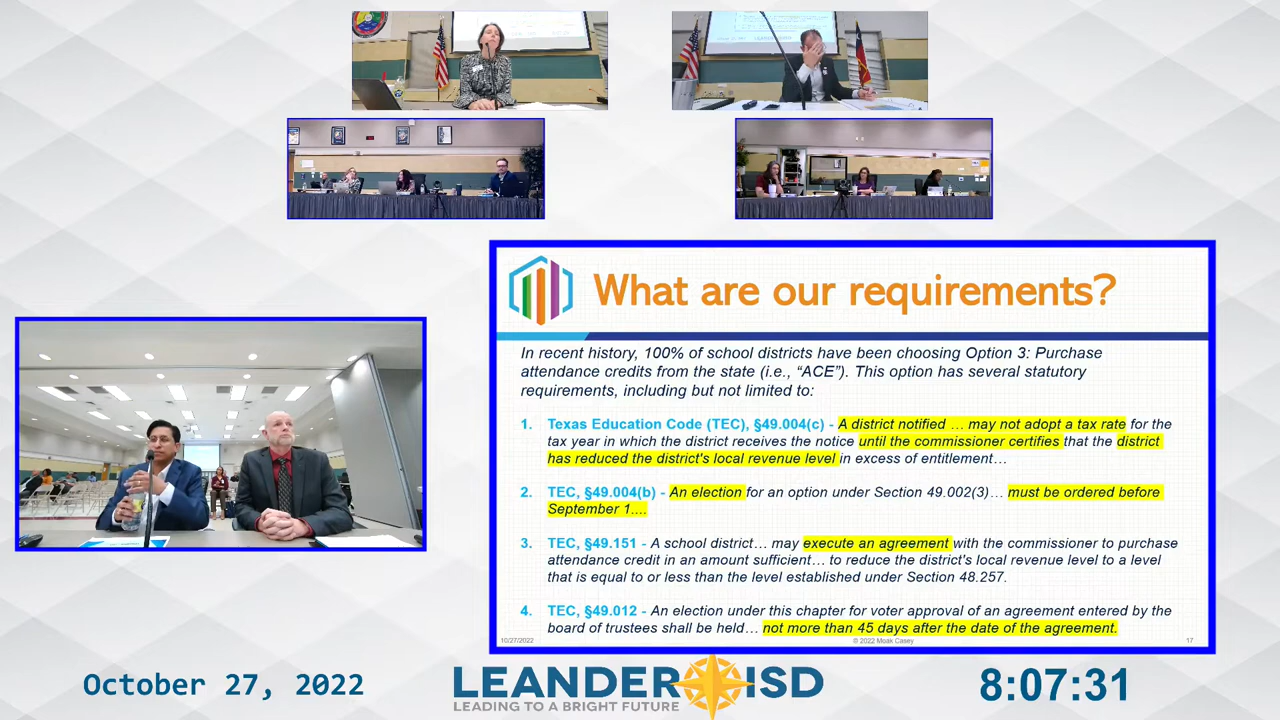 What are our requirements?
In recent history, 100% of school districts have been choosing Option 3: Purchase
attendance credits from the state (i.e., “ACE”). This option has several statutory
requirements, including but not limited to:
1. Texas Education Code (TEC), §49.004(c) - A district notified … may not adopt a tax rate for the
tax year in which the district receives the notice until the commissioner certifies that the district
has reduced the district's local revenue level in excess of entitlement…
2. TEC, §49.004(b) - An election for an option under Section 49.002(3)… must be ordered before
September 1....
3. TEC, §49.151 - A school district… may execute an agreement with the commissioner to purchase
attendance credit in an amount sufficient… to reduce the district's local revenue level to a level
that is equal to or less than the level established under Section 48.257.
4. TEC, §49.012 - An election under this chapter for voter approval of an agreement entered by the
board of trustees shall be held… not more than 45 days after the date of the agreement.
10/27/2022 © 2022 Moak Casey 17
October 27, 2022
LEANDER ISD
LEADING TO A BRIGHT FUTURE
8:07:31